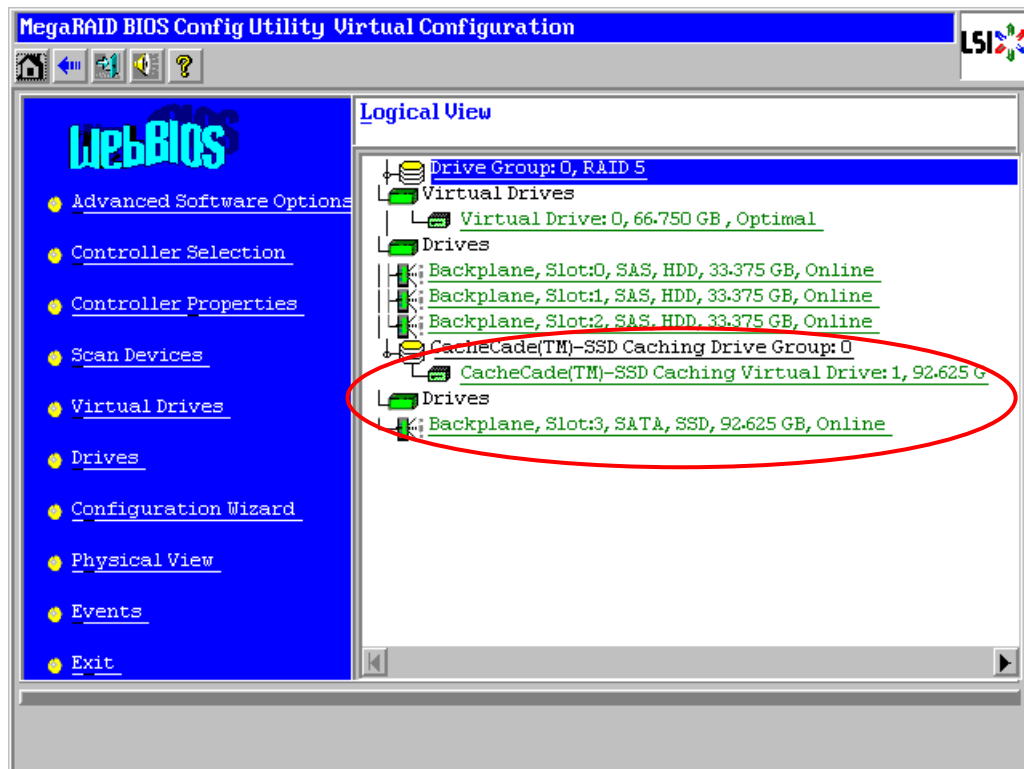 MegaRAID BIOS Config Utility Virtual Configuration
LSI
WebBIOS
Advanced Software Options
Controller Selection
Controller Properties
Scan Devices
Virtual Drives
Drives
Configuration Wizard
Physical View
Events
Exit
Logical View
Drive Group: 0, RAID 5
Virtual Drives
Virtual Drive: 0, 66.750 GB , Optimal
Drives
Backplane, Slot:0, SAS, HDD, 33.375 GB, Online
Backplane, Slot:1, SAS, HDD, 33.375 GB, Online
Backplane, Slot:2, SAS, HDD, 33.375 GB, Online
CacheCade(TM)-SSD Caching Drive Group: 0
CacheCade(TM)-SSD Caching Virtual Drive: 1, 92.625 G
Drives
Backplane, Slot:3, SATA, SSD, 92.625 GB, Online